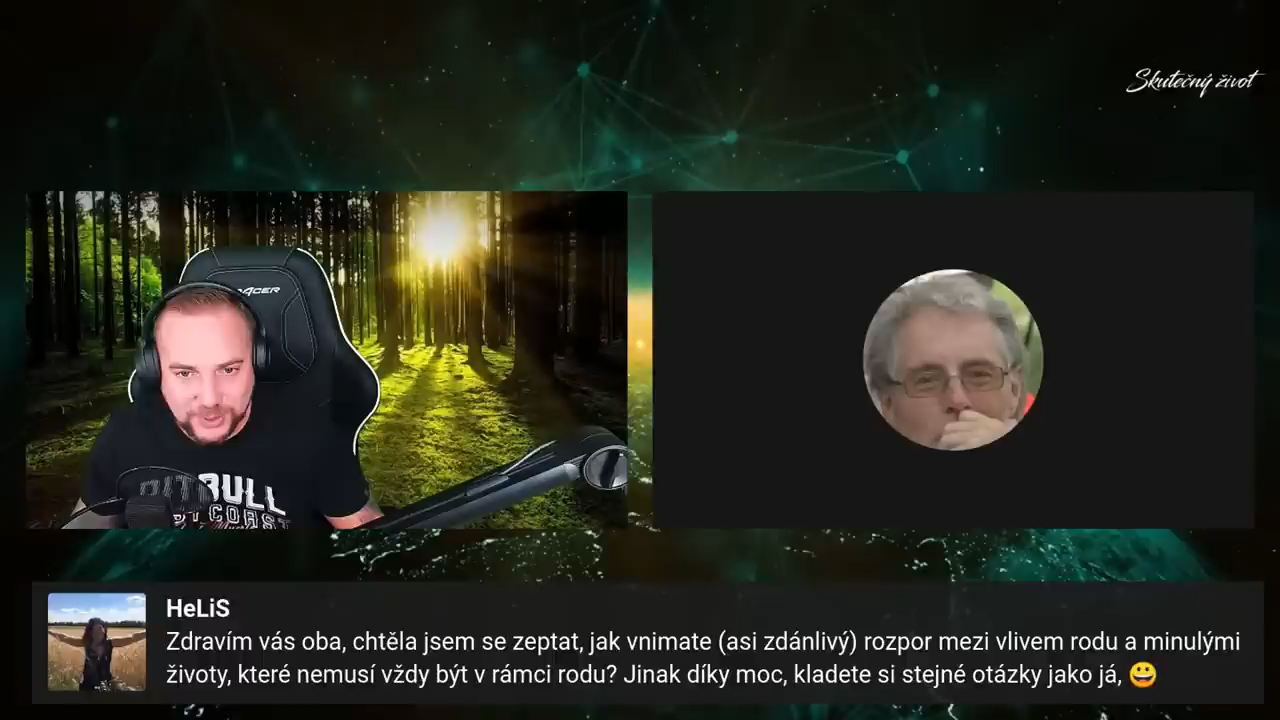 Skutečný život
HeLiS
Zdravím vás oba, chtěla jsem se zeptat, jak vnimate (asi zdánlivý) rozpor mezi vlivem rodu a minulými
životy, které nemusí vždy být v rámci rodu? Jinak díky moc, kladete si stejné otázky jako já, 😀